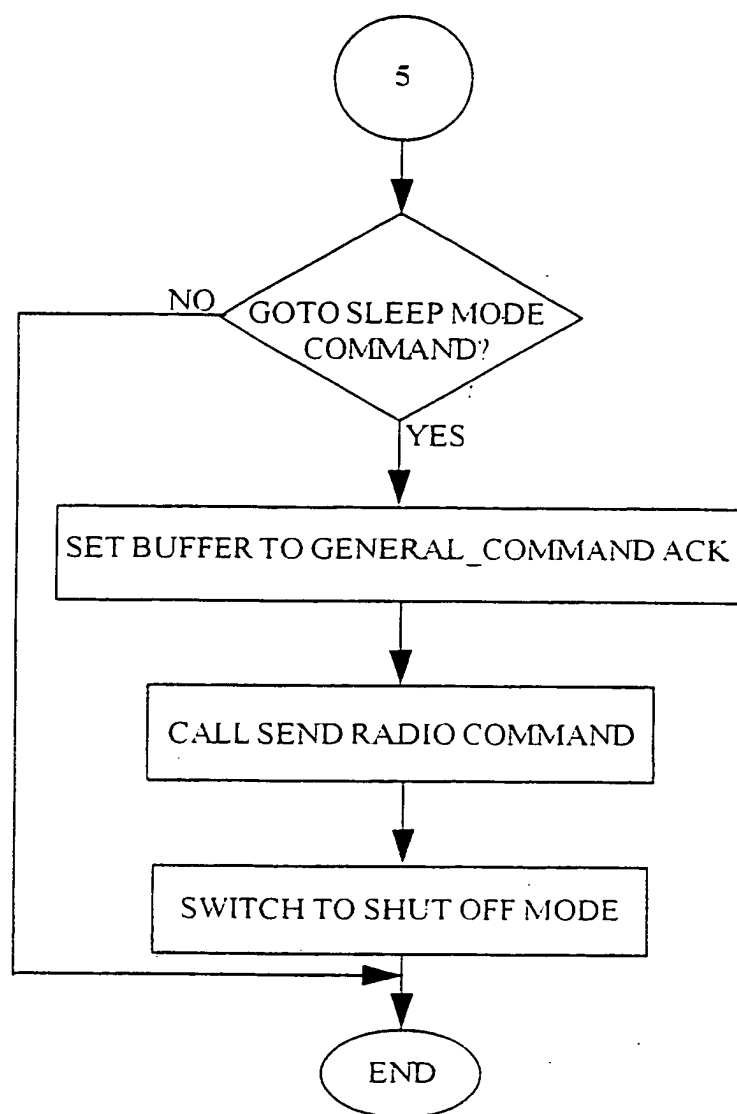 5
NO
GOTO SLEEP MODE
COMMAND?
YES
SET BUFFER TO GENERAL_COMMAND ACK
CALL SEND RADIO COMMAND
SWITCH TO SHUT OFF MODE
END